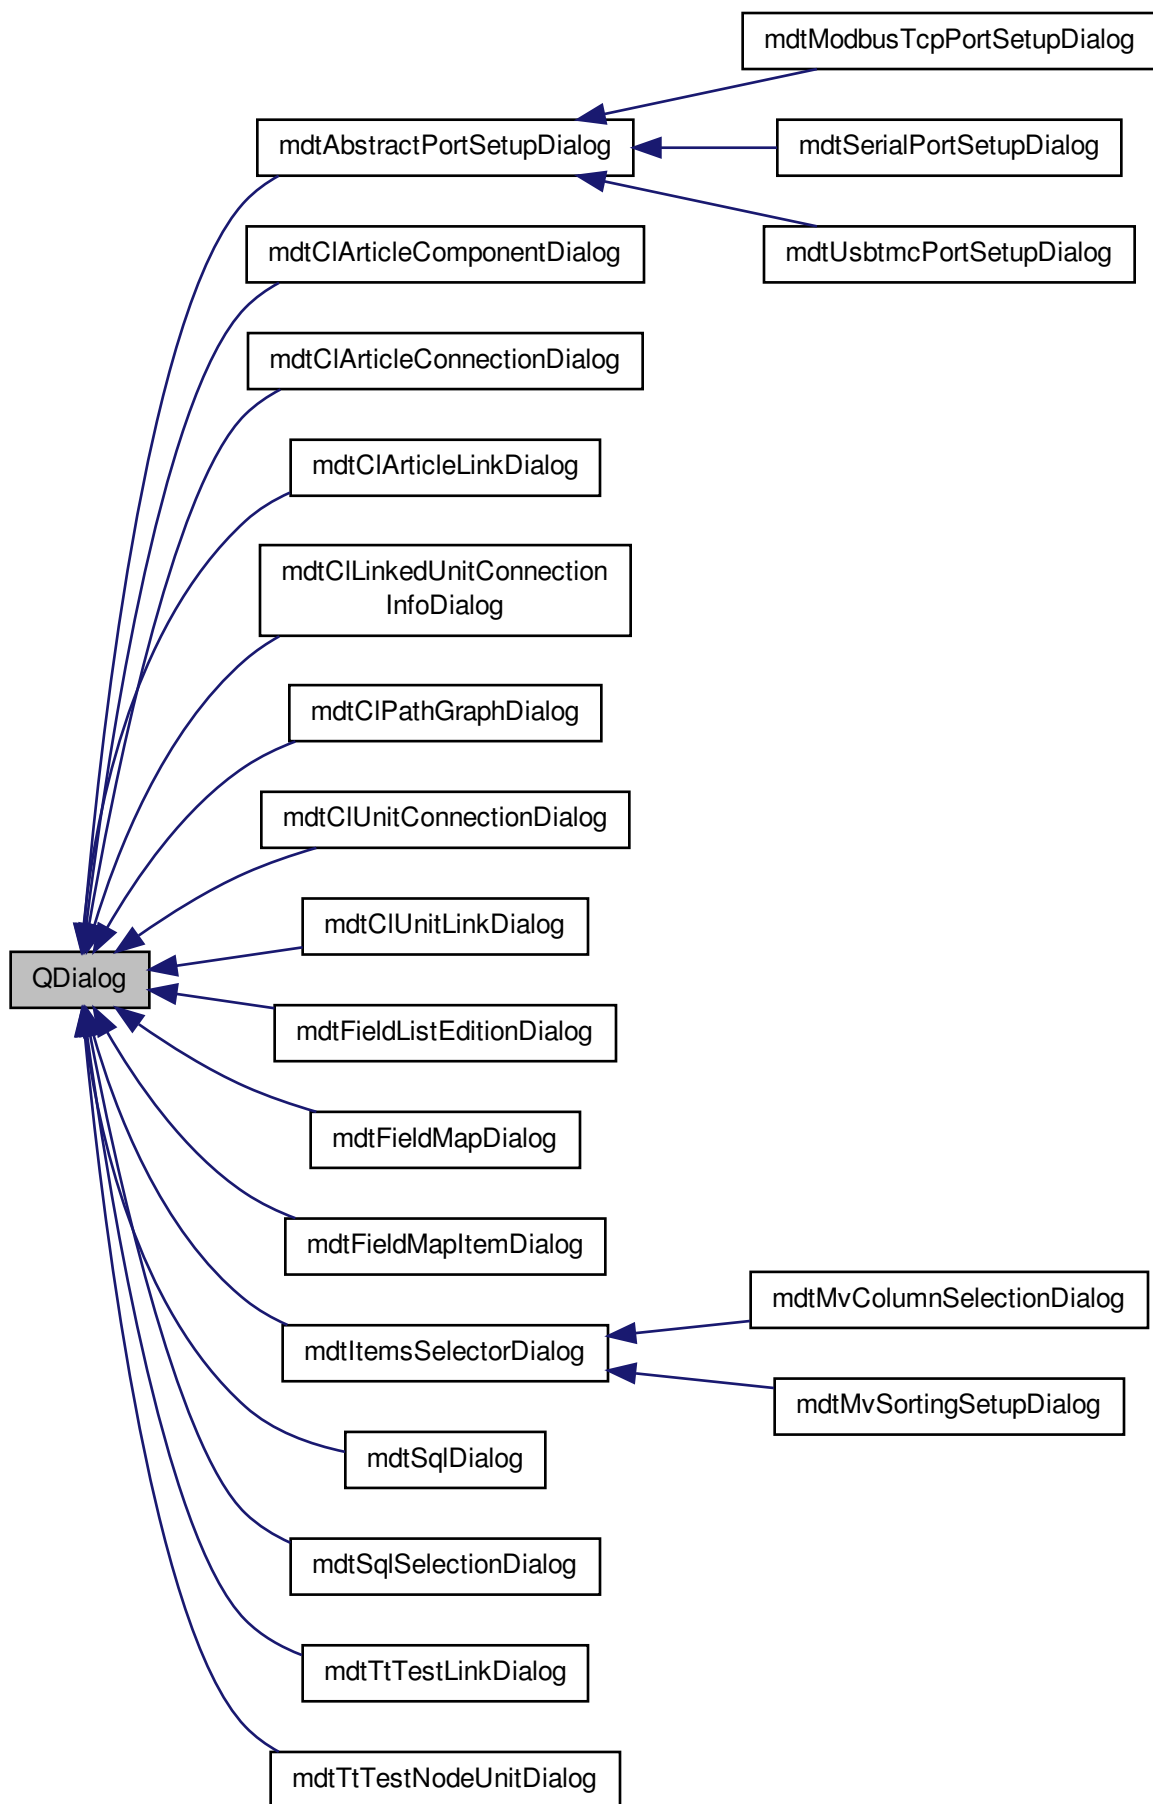 mdtModbusTcpPortSetupDialog
mdtAbstractPortSetupDialog
mdtSerialPortSetupDialog
mdtUsbtmcPortSetupDialog
mdtClArticleComponentDialog
mdtClArticleConnectionDialog
mdtClArticleLinkDialog
mdtClLinkedUnitConnection
InfoDialog
mdtClPathGraphDialog
mdtClUnitConnectionDialog
mdtClUnitLinkDialog
QDialog
mdtFieldListEditionDialog
mdtFieldMapDialog
mdtFieldMapItemDialog
mdtMvColumnSelectionDialog
mdtItemsSelectorDialog
mdtMvSortingSetupDialog
mdtSqlDialog
mdtSqlSelectionDialog
mdtTtTestLinkDialog
mdtTtTestNodeUnitDialog